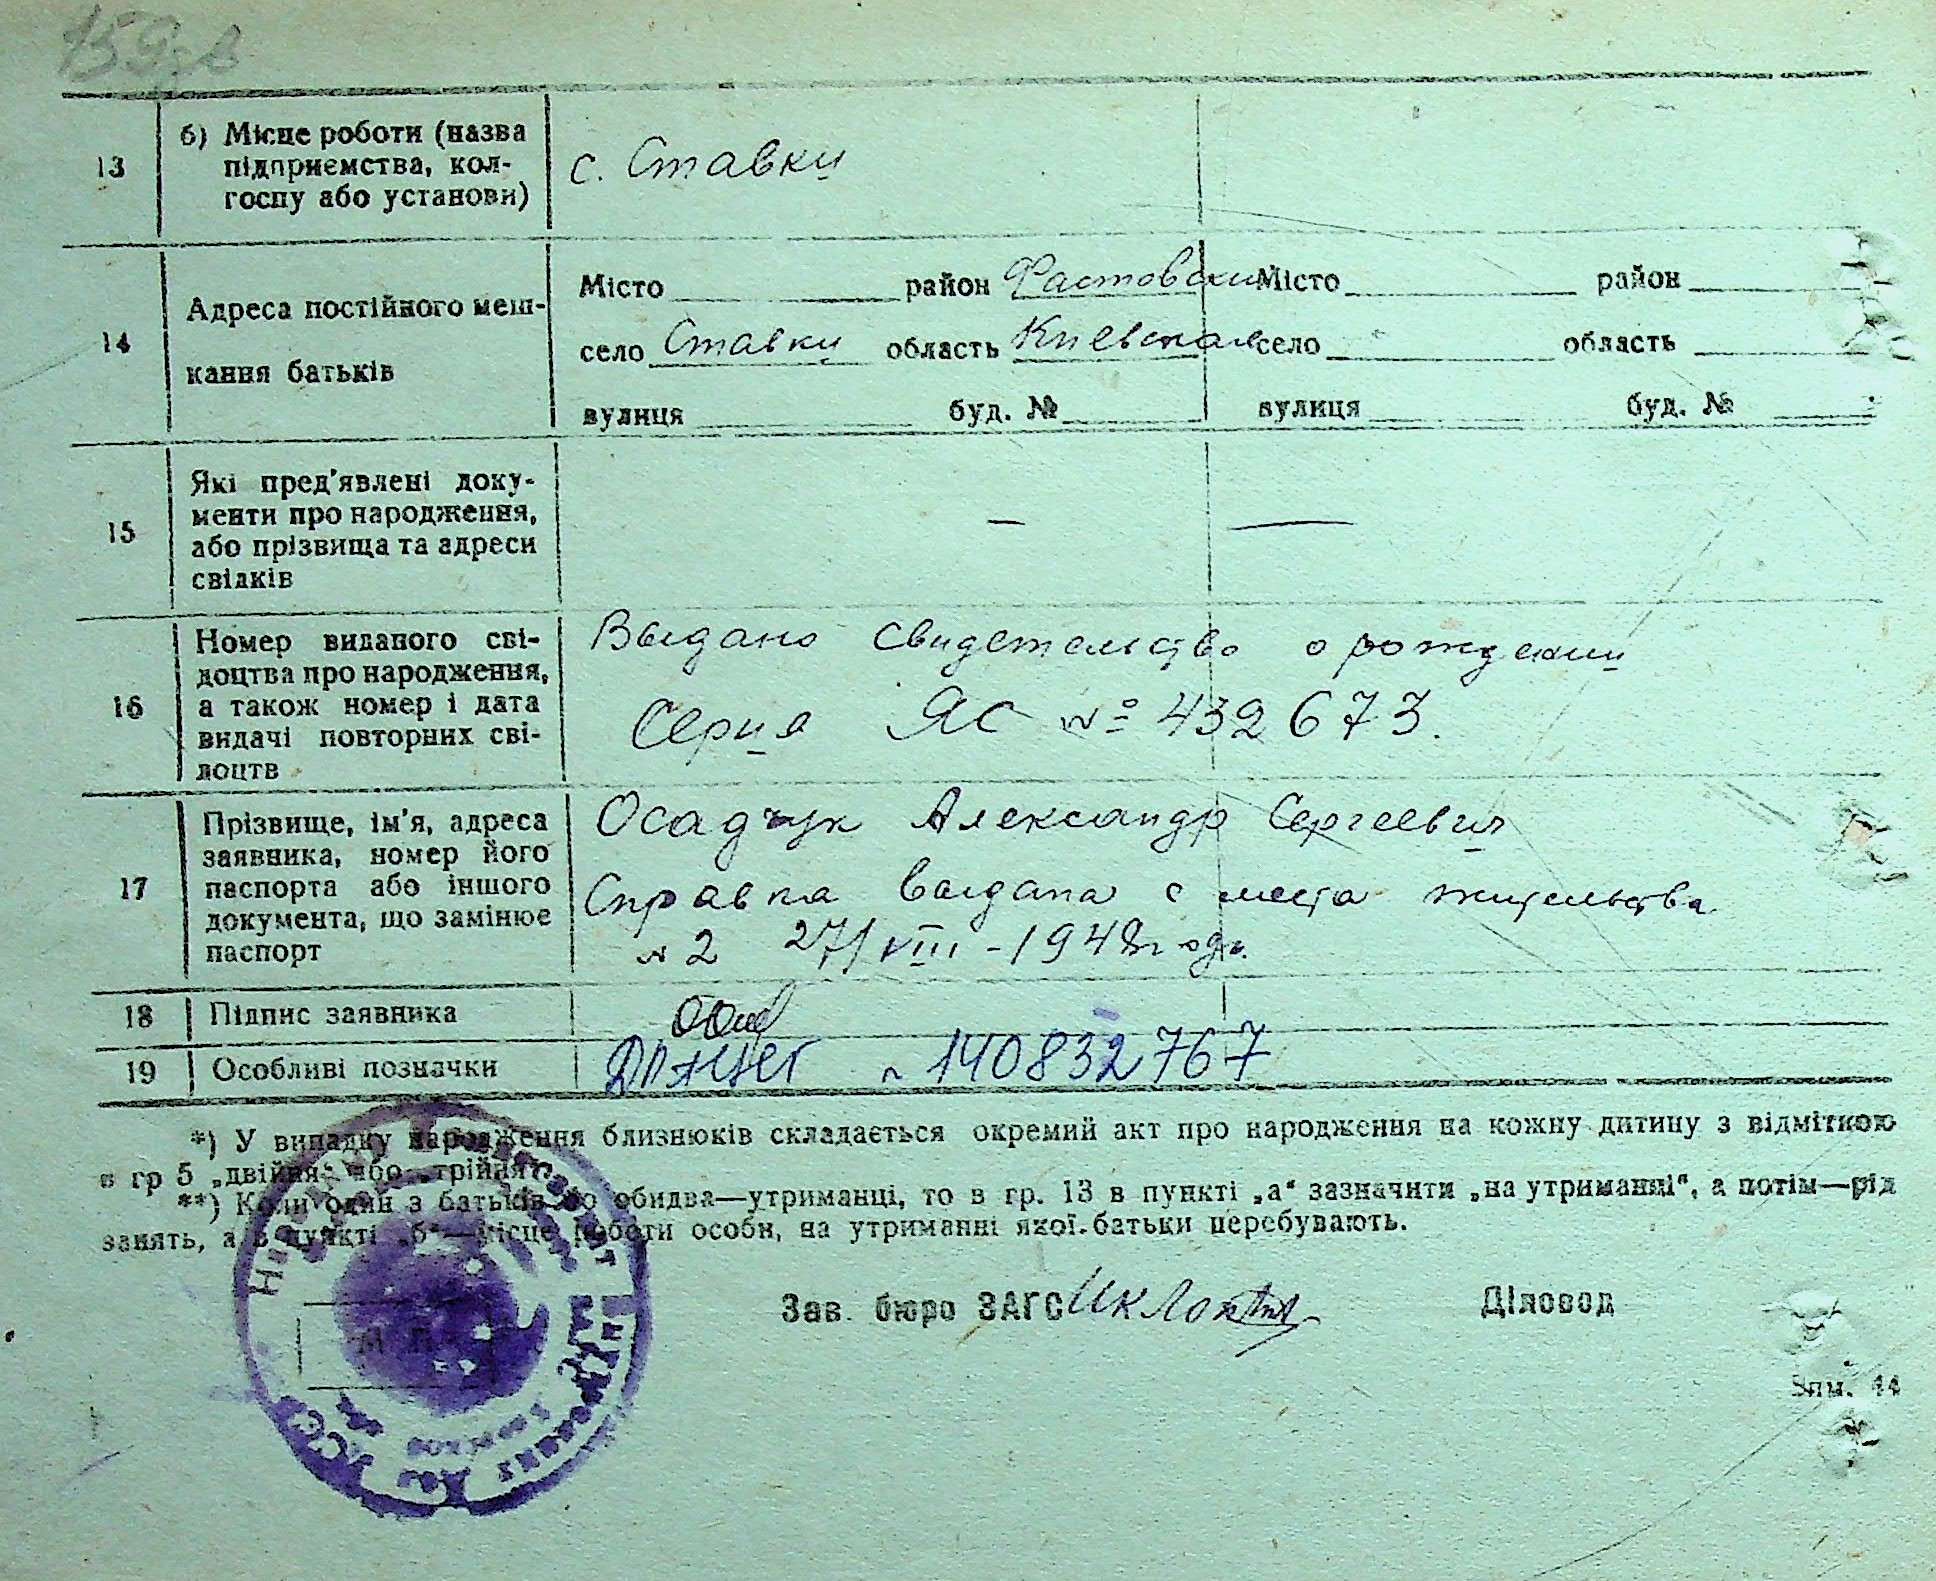 13
б) Місце роботи (назва
підприємства, кол-
госпу або установи)
с. Ставки
14
Адреса постійного меш-
кання батьків
Місто район Фастовский
село Ставки область Киевская
вулиця буд. №
Місто район
село область
вулиця буд. №
15
Які пред'явлені доку-
менти про народження,
або прізвища та адреси
свідків
— —
16
Номер виданого сві-
доцтва про народження,
а також номер і дата
видачі повторних сві-
доцтв
Выдано свидетельство о рождении
Серия ЯС № 432673.
17
Прізвище, ім'я, адреса
заявника, номер його
паспорта або іншого
документа, що замінює
паспорт
Осадчук Александр Сергеевич
Справка выдана с места жительства
№ 2 27/VIII-1948 года.
18
Підпис заявника
19
Особливі позначки
№ 140832767
*) У випадку народження близнюків складається окремий акт про народження на кожну дитину з відміткою
в гр 5 „двійня“ або „трійня“.
**) Коли один з батьків або обидва—утриманці, то в гр. 13 в пункті „а“ зазначити „на утриманні“, а потім—рід
занять, а в пункті „б“—місце роботи особи, на утриманні якої батьки перебувають.
Зав. бюро ЗАГС
Діловод
М. П.
Зпм. 44